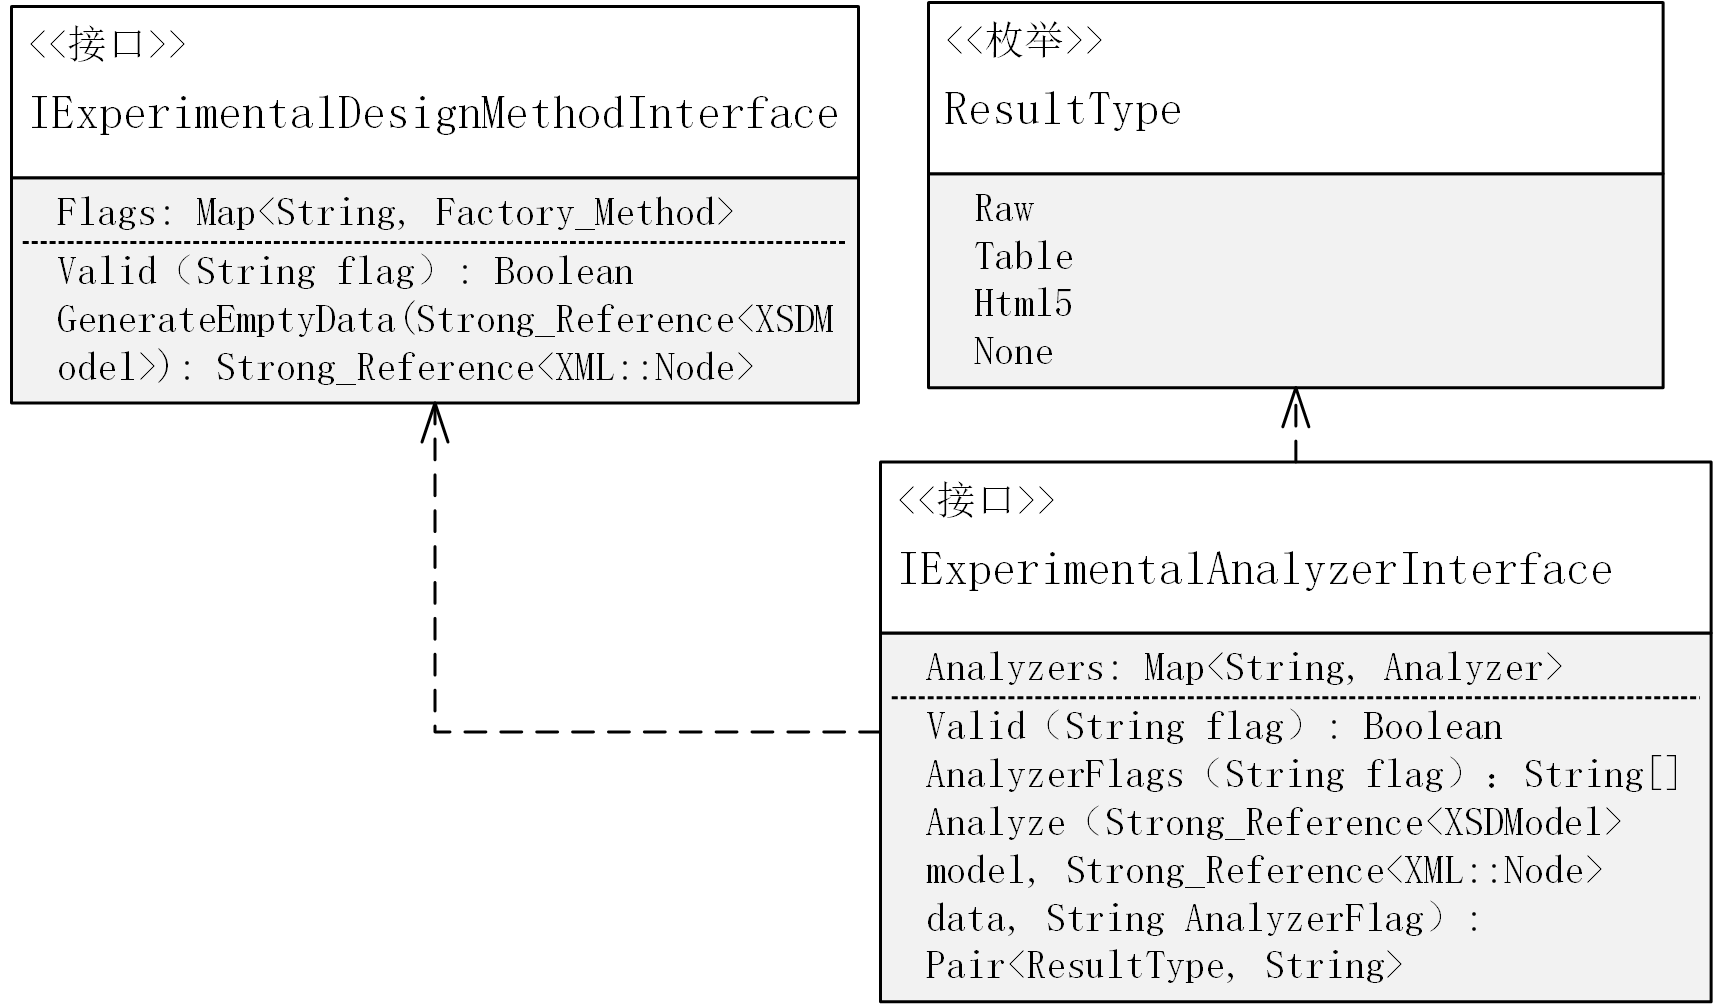 <<接口>>
IExperimentalDesignMethodInterface
Flags: Map<String, Factory_Method>
Valid（String flag）: Boolean
GenerateEmptyData(Strong_Reference<XSDM
odel>): Strong_Reference<XML::Node>
<<枚举>>
ResultType
Raw
Table
Html5
None
<<接口>>
IExperimentalAnalyzerInterface
Analyzers: Map<String, Analyzer>
Valid（String flag）: Boolean
AnalyzerFlags（String flag）：String[]
Analyze（Strong_Reference<XSDModel>
model, Strong_Reference<XML::Node>
data, String AnalyzerFlag）:
Pair<ResultType, String>